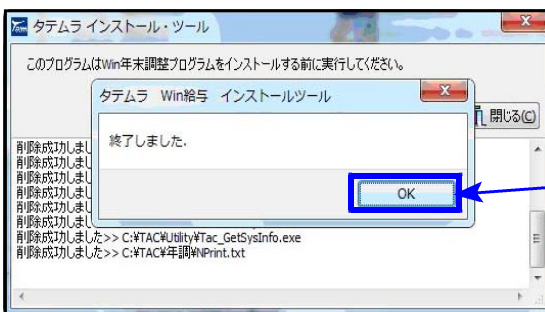 タテムラ インストール・ツール
このプログラムはWin年末調整プログラムをインストールする前に実行してください。
タテムラ Win給与 インストールツール
閉じる(C)
終了しました.
OK
削除成功しまし
削除成功しまし
削除成功しまし
削除成功しまし
削除成功しまし
削除成功しまし
削除成功しました>> C:¥TAC¥Utility¥Tac_GetSysInfo.exe
削除成功しました>> C:¥TAC¥年調¥NPrint.txt